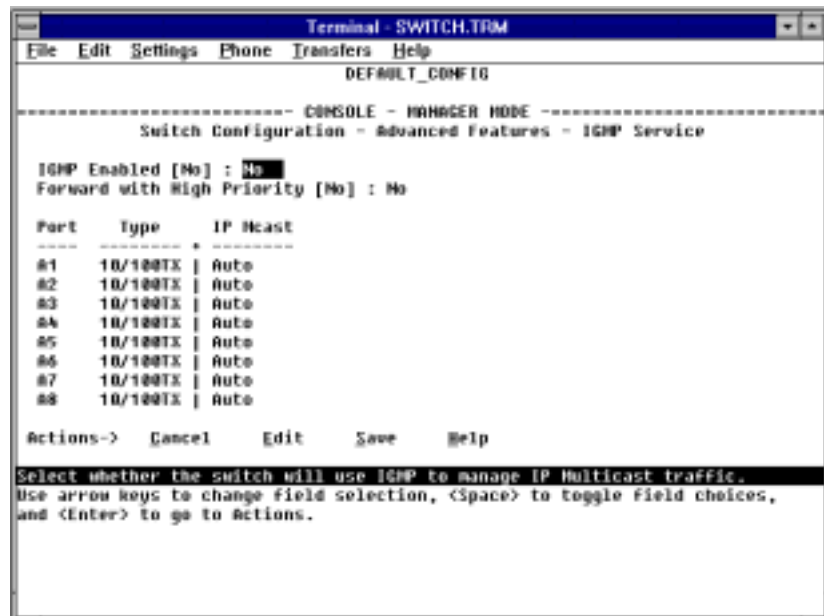 Terminal - SWITCH.TRM
File Edit Settings Phone Transfers Help
DEFAULT_CONFIG
---------------------------- CONSOLE - MANAGER MODE ----------------------------
Switch Configuration - Advanced Features - IGMP Service
IGMP Enabled [No] : No
Forward with High Priority [No] : No
Port Type IP Mcast
---- --------- + --------
A1 10/100TX | Auto
A2 10/100TX | Auto
A3 10/100TX | Auto
A4 10/100TX | Auto
A5 10/100TX | Auto
A6 10/100TX | Auto
A7 10/100TX | Auto
A8 10/100TX | Auto
Actions-> Cancel Edit Save Help
Select whether the switch will use IGMP to manage IP Multicast traffic.
Use arrow keys to change field selection, <Space> to toggle field choices,
and <Enter> to go to Actions.